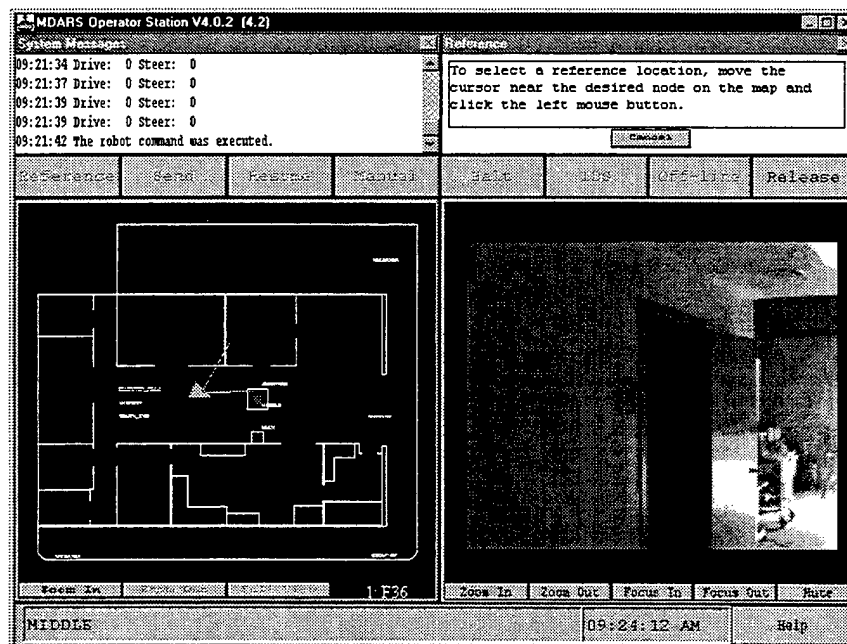 MDARS Operator Station V4.0.2 (4.2)
System Messages
09:21:34 Drive: 0 Steer: 0
09:21:37 Drive: 0 Steer: 0
09:21:39 Drive: 0 Steer: 0
09:21:39 Drive: 0 Steer: 0
09:21:42 The robot command was executed.
Reference
To select a reference location, move the
cursor near the desired node on the map and
click the left mouse button.
Cancel
Reference Send Resume Manual Halt IDS Off-line Release
Zoom In Zoom Out
1 F36
Zoom In Zoom Out Focus In Focus Out Mute
MIDDLE 09:24:12 AM Help